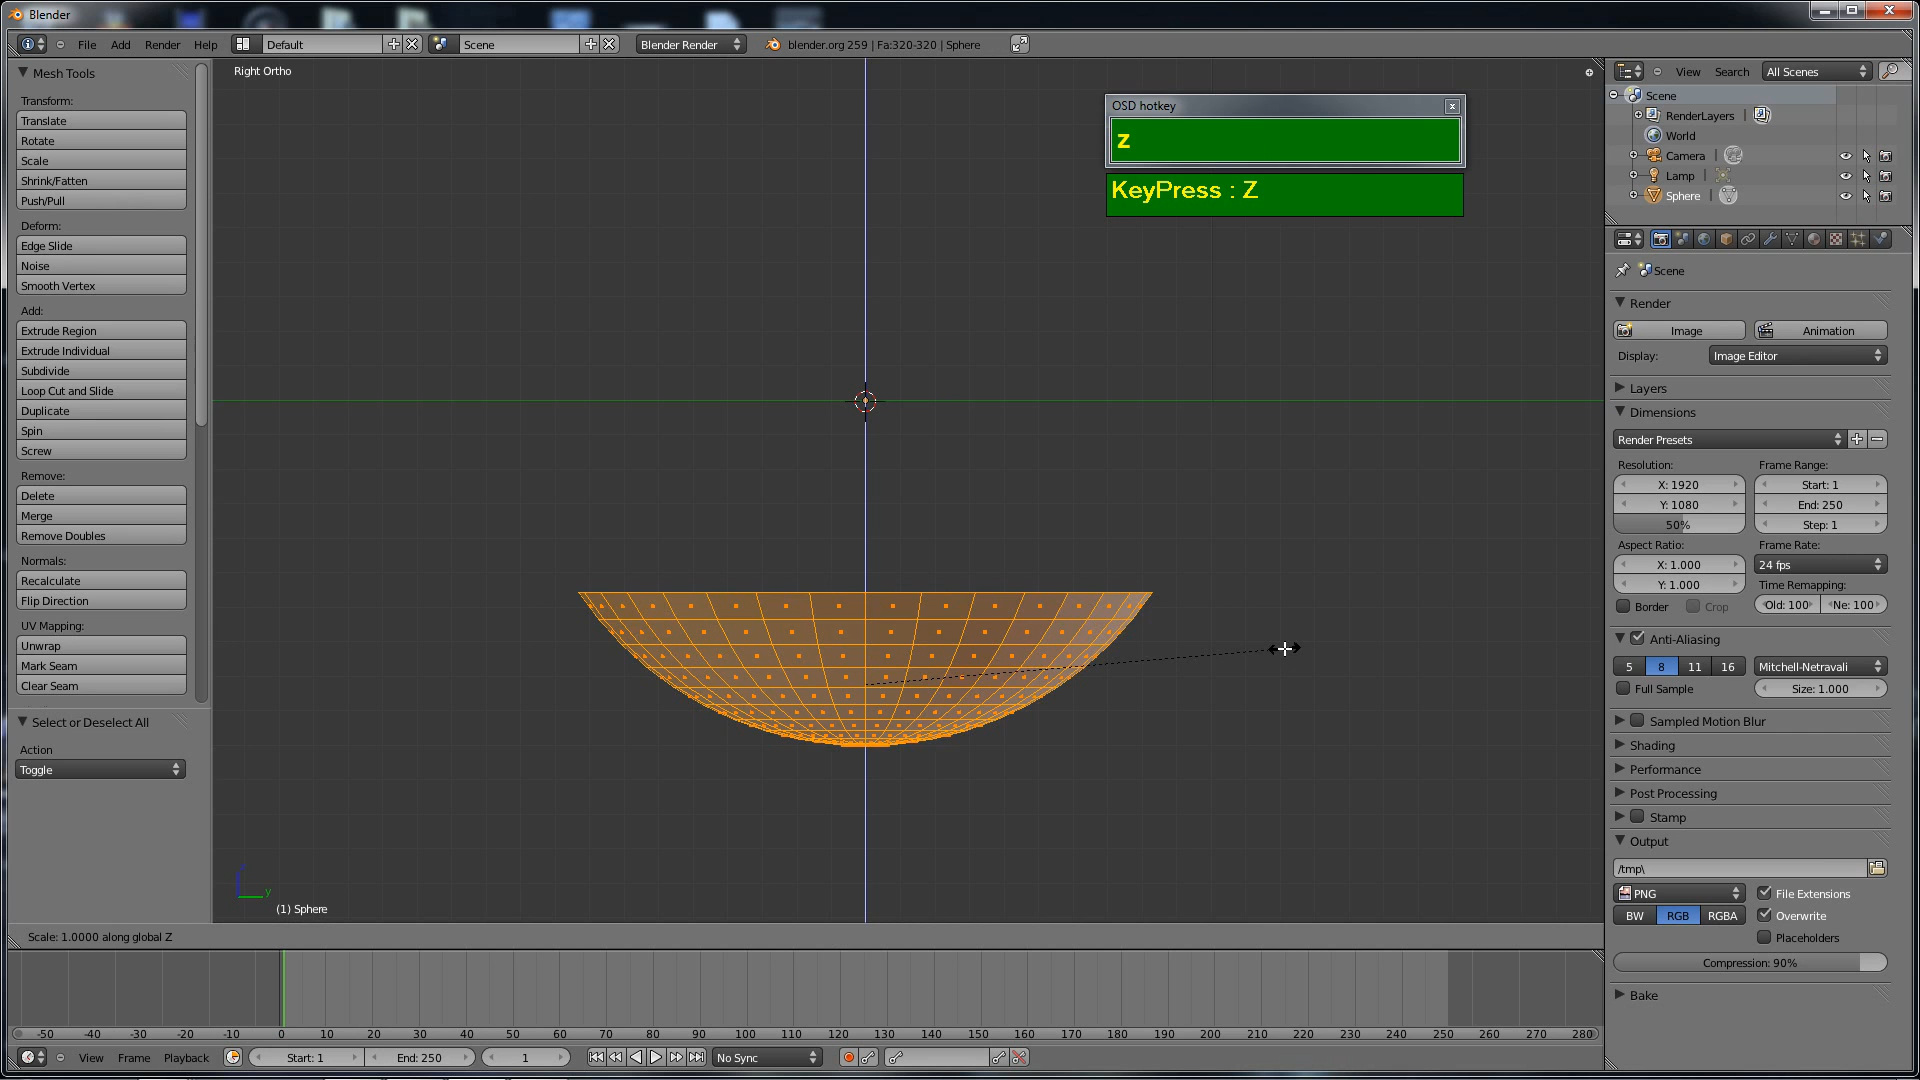 Blender
File Add Render Help Default Scene Blender Render blender.org 259 | Fa:320-320 | Sphere
Mesh Tools
Transform:
Translate
Rotate
Scale
Shrink/Fatten
Push/Pull
Deform:
Edge Slide
Noise
Smooth Vertex
Add:
Extrude Region
Extrude Individual
Subdivide
Loop Cut and Slide
Duplicate
Spin
Screw
Remove:
Delete
Merge
Remove Doubles
Normals:
Recalculate
Flip Direction
UV Mapping:
Unwrap
Mark Seam
Clear Seam
Select or Deselect All
Action
Toggle
Right Ortho
OSD hotkey
z
KeyPress : Z
y
(1) Sphere
Scale: 1.0000 along global Z
View Search All Scenes
Scene
RenderLayers |
World
Camera |
Lamp |
Sphere |
Scene
Render
Image Animation
Display: Image Editor
Layers
Dimensions
Render Presets
Resolution: Frame Range:
X: 1920 Start: 1
Y: 1080 End: 250
50% Step: 1
Aspect Ratio: Frame Rate:
X: 1.000 24 fps
Y: 1.000 Time Remapping:
Border Crop Old: 100 Ne: 100
Anti-Aliasing
5 8 11 16 Mitchell-Netravali
Full Sample Size: 1.000
Sampled Motion Blur
Shading
Performance
Post Processing
Stamp
Output
/tmp\
PNG File Extensions
BW RGB RGBA Overwrite
Placeholders
Compression: 90%
Bake
-50 -40 -30 -20 -10 0 10 20 30 40 50 60 70 80 90 100 110 120 130 140 150 160 170 180 190 200 210 220 230 240 250 260 270 280
View Frame Playback Start: 1 End: 250 1 No Sync